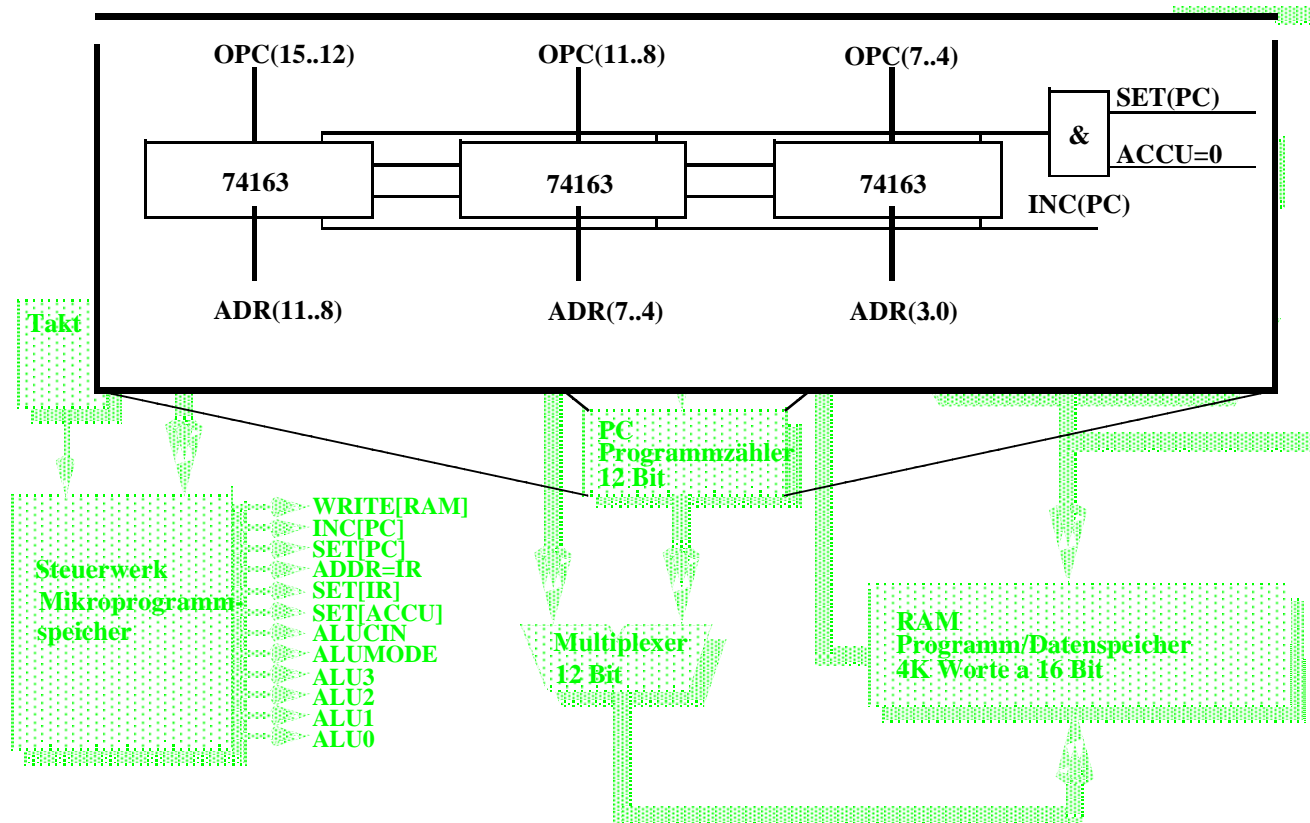 OPC(15..12)
OPC(11..8)
OPC(7..4)
SET(PC)
&
ACCU=0
74163
74163
74163
INC(PC)
ADR(11..8)
ADR(7..4)
ADR(3.0)
Takt
PC
Programmzähler
12 Bit
WRITE[RAM]
INC[PC]
SET[PC]
ADDR=IR
SET[IR]
SET[ACCU]
ALUCIN
ALUMODE
ALU3
ALU2
ALU1
ALU0
Steuerwerk
Mikroprogramm-
speicher
Multiplexer
12 Bit
RAM
Programm/Datenspeicher
4K Worte a 16 Bit